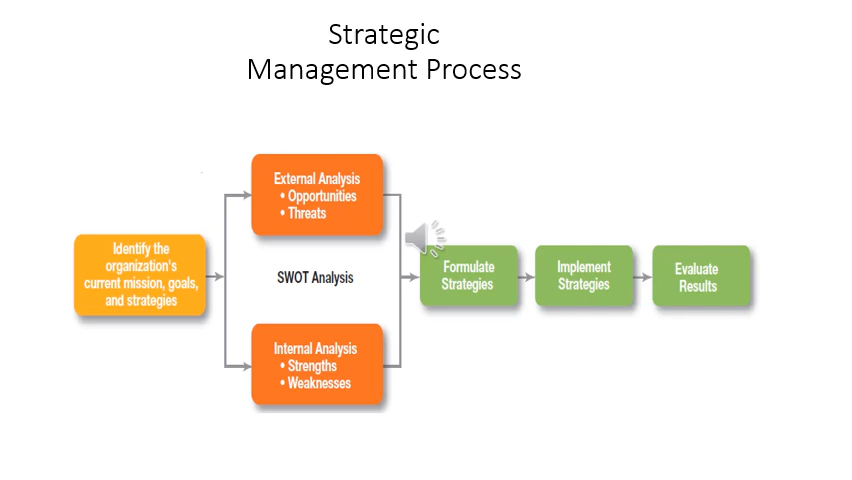 Strategic
Management Process
External Analysis
• Opportunities
• Threats
Identify the
organization's
current mission, goals,
and strategies
SWOT Analysis
Formulate
Strategies
Implement
Strategies
Evaluate
Results
Internal Analysis
• Strengths
• Weaknesses